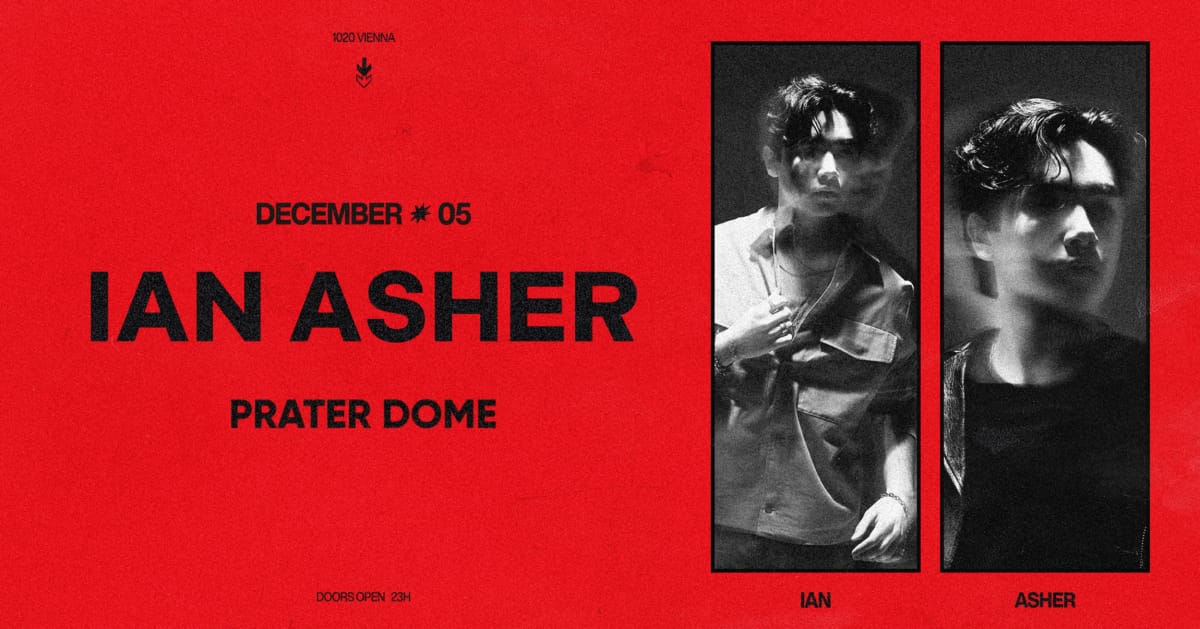 1020 VIENNA
DECEMBER 05
IAN ASHER
PRATER DOME
DOORS OPEN 23H
IAN
ASHER